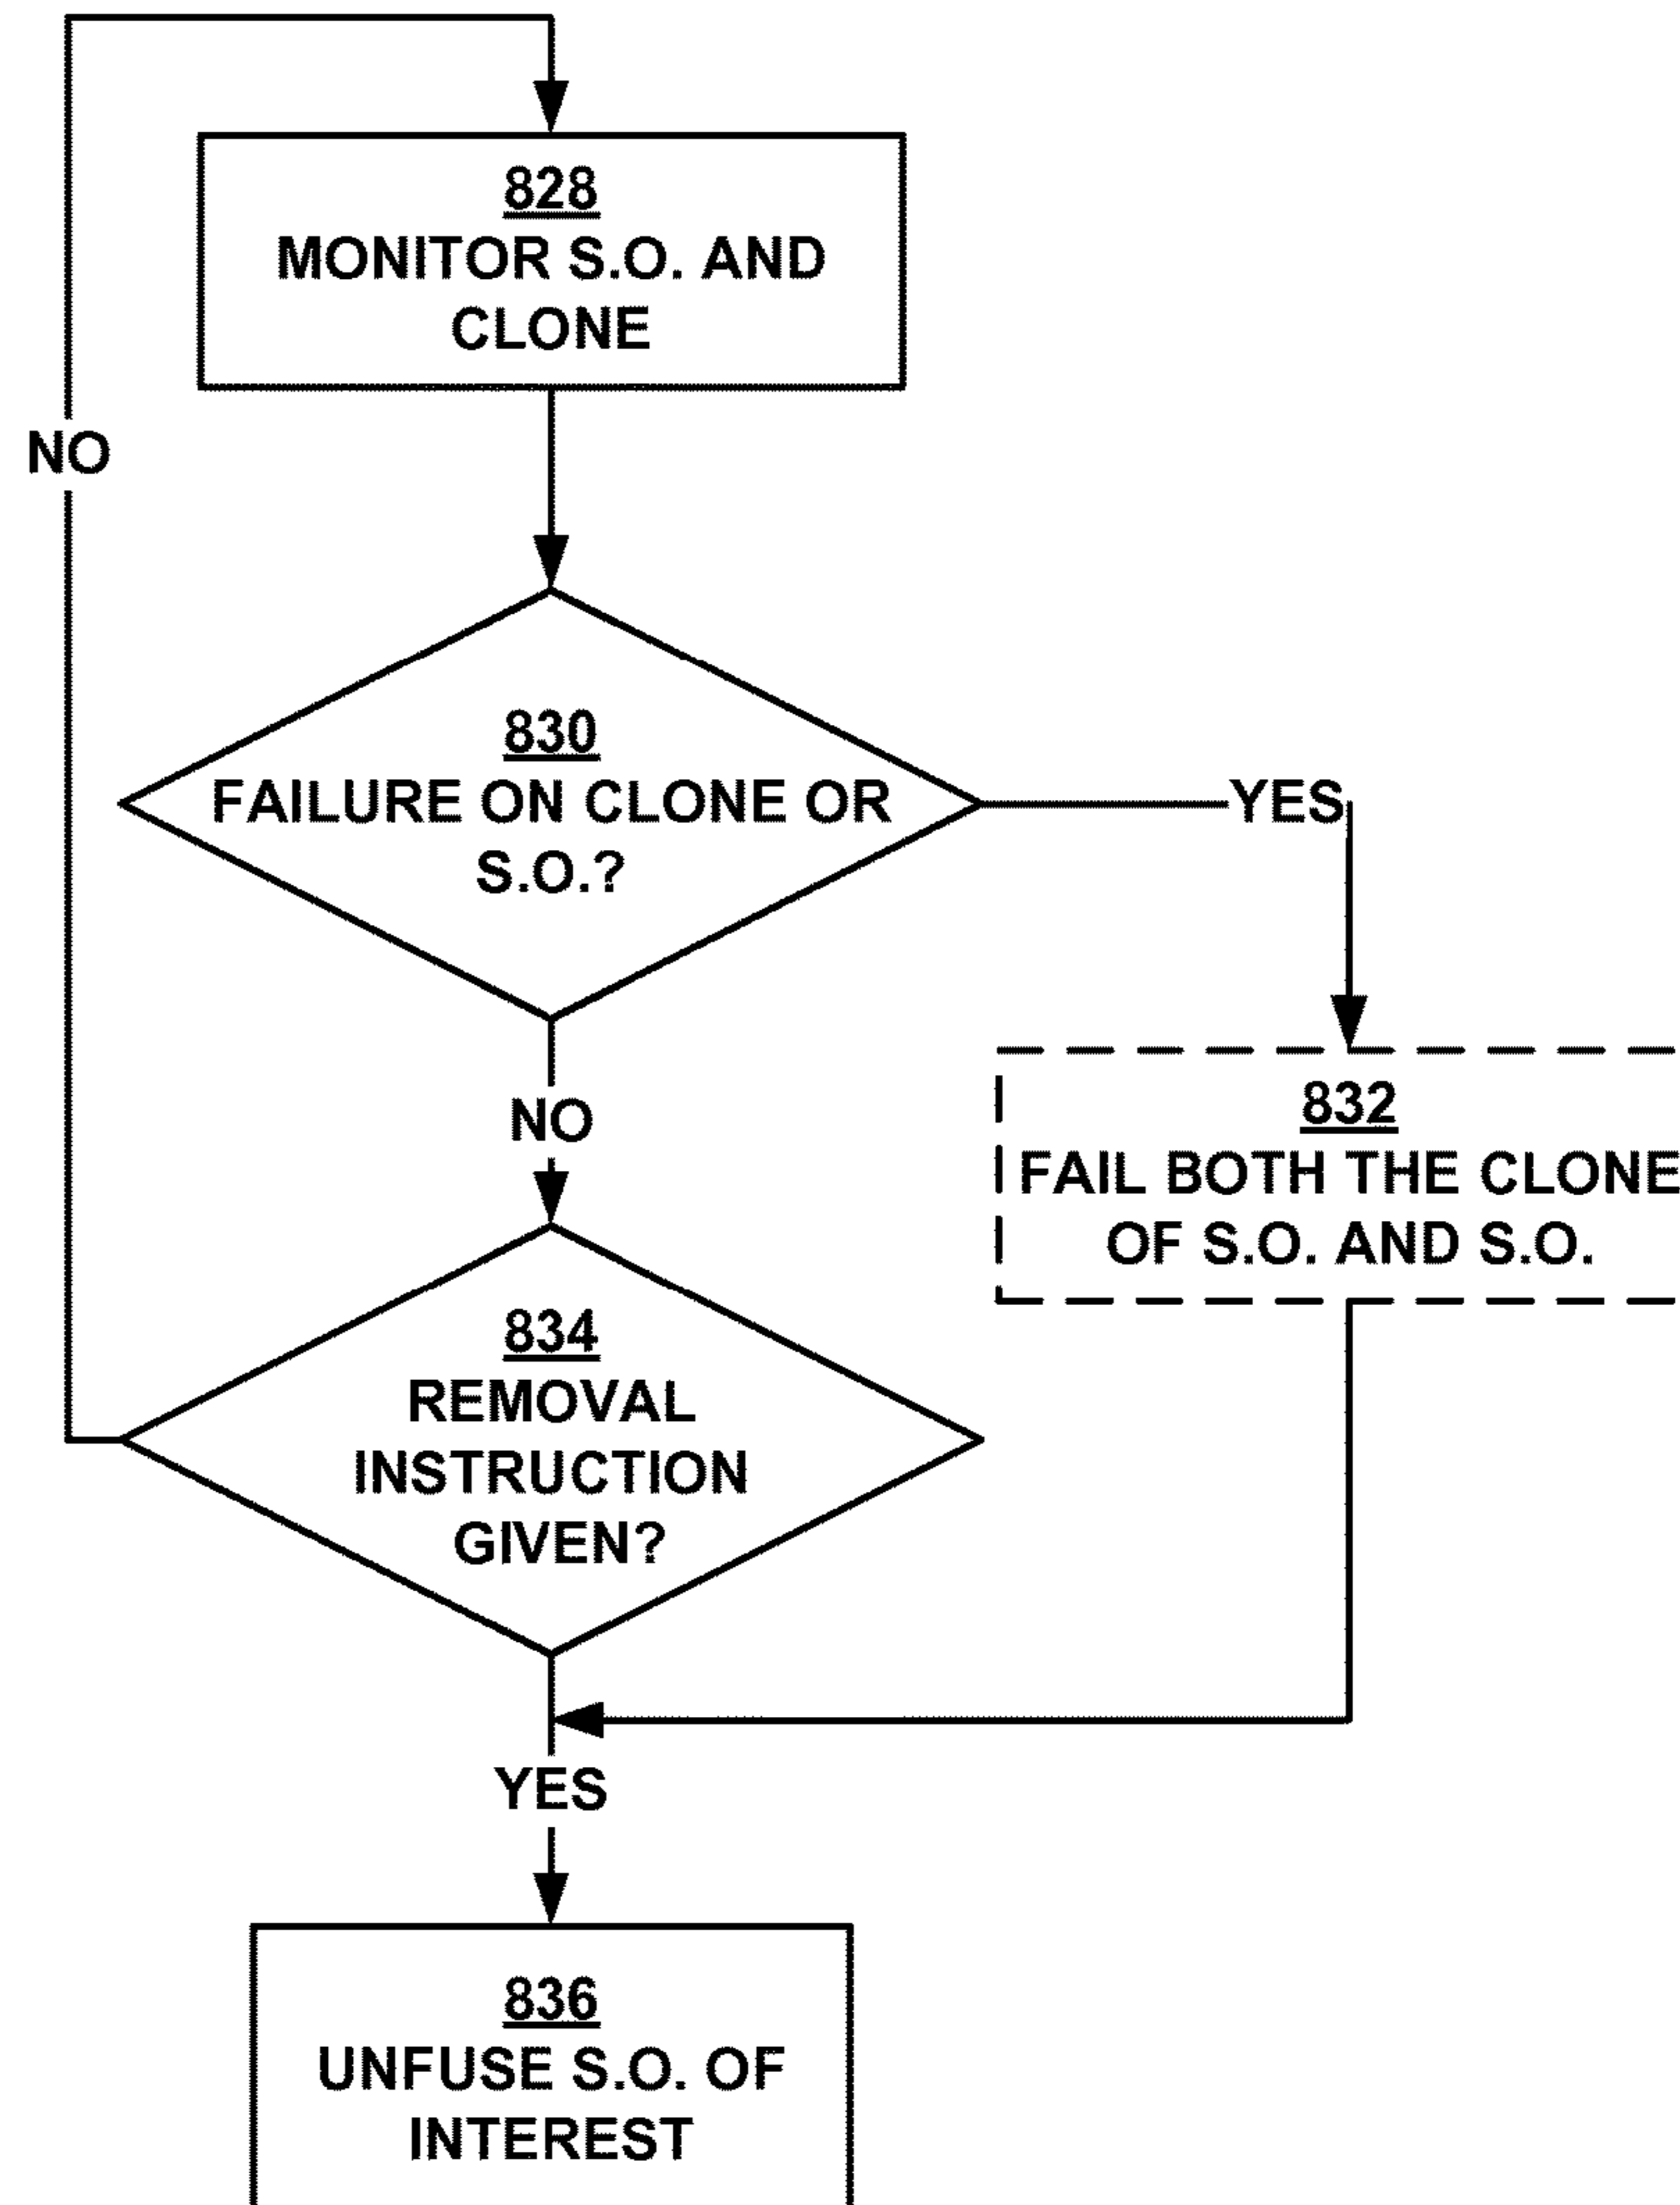 828
MONITOR S.O. AND
CLONE
NO
830
FAILURE ON CLONE OR
S.O.?
YES
NO
832
FAIL BOTH THE CLONE
OF S.O. AND S.O.
834
REMOVAL
INSTRUCTION
GIVEN?
YES
836
UNFUSE S.O. OF
INTEREST